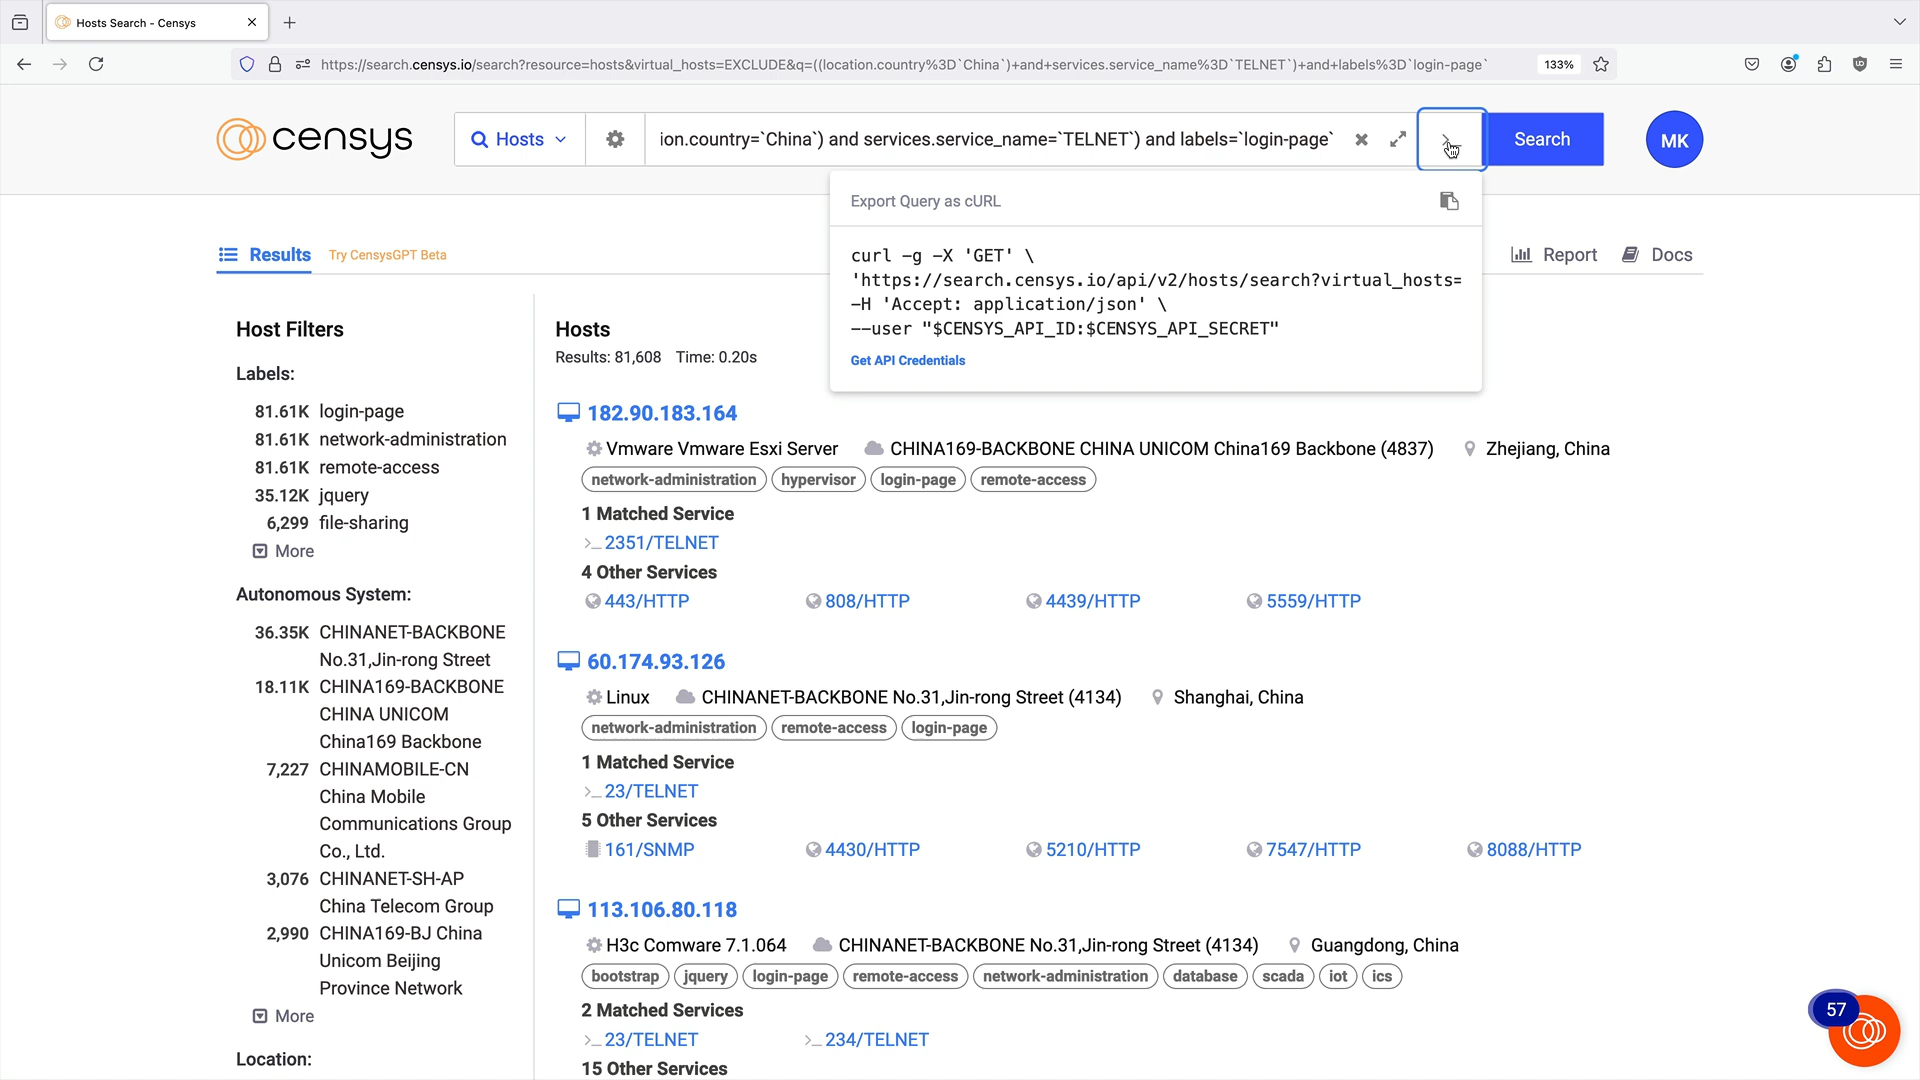 Hosts Search - Censys
https://search.censys.io/search?resource=hosts&virtual_hosts=EXCLUDE&q=((location.country%3D`China`)+and+services.service_name%3D`TELNET`)+and+labels%3D`login-page`
133%
censys
Hosts
ion.country=`China`) and services.service_name=`TELNET`) and labels=`login-page`
Search
MK
Export Query as cURL
curl -g -X 'GET' \
'https://search.censys.io/api/v2/hosts/search?virtual_hosts=
-H 'Accept: application/json' \
--user "$CENSYS_API_ID:$CENSYS_API_SECRET"
Get API Credentials
Results
Try CensysGPT Beta
Report
Docs
Host Filters
Labels:
81.61K login-page
81.61K network-administration
81.61K remote-access
35.12K jquery
6,299 file-sharing
More
Autonomous System:
36.35K CHINANET-BACKBONE
No.31,Jin-rong Street
18.11K CHINA169-BACKBONE
CHINA UNICOM
China169 Backbone
7,227 CHINAMOBILE-CN
China Mobile
Communications Group
Co., Ltd.
3,076 CHINANET-SH-AP
China Telecom Group
2,990 CHINA169-BJ China
Unicom Beijing
Province Network
More
Location:
Hosts
Results: 81,608 Time: 0.20s
182.90.183.164
Vmware Vmware Esxi Server CHINA169-BACKBONE CHINA UNICOM China169 Backbone (4837) Zhejiang, China
network-administration hypervisor login-page remote-access
1 Matched Service
2351/TELNET
4 Other Services
443/HTTP 808/HTTP 4439/HTTP 5559/HTTP
60.174.93.126
Linux CHINANET-BACKBONE No.31,Jin-rong Street (4134) Shanghai, China
network-administration remote-access login-page
1 Matched Service
23/TELNET
5 Other Services
161/SNMP 4430/HTTP 5210/HTTP 7547/HTTP 8088/HTTP
113.106.80.118
H3c Comware 7.1.064 CHINANET-BACKBONE No.31,Jin-rong Street (4134) Guangdong, China
bootstrap jquery login-page remote-access network-administration database scada iot ics
2 Matched Services
23/TELNET 234/TELNET
15 Other Services
57